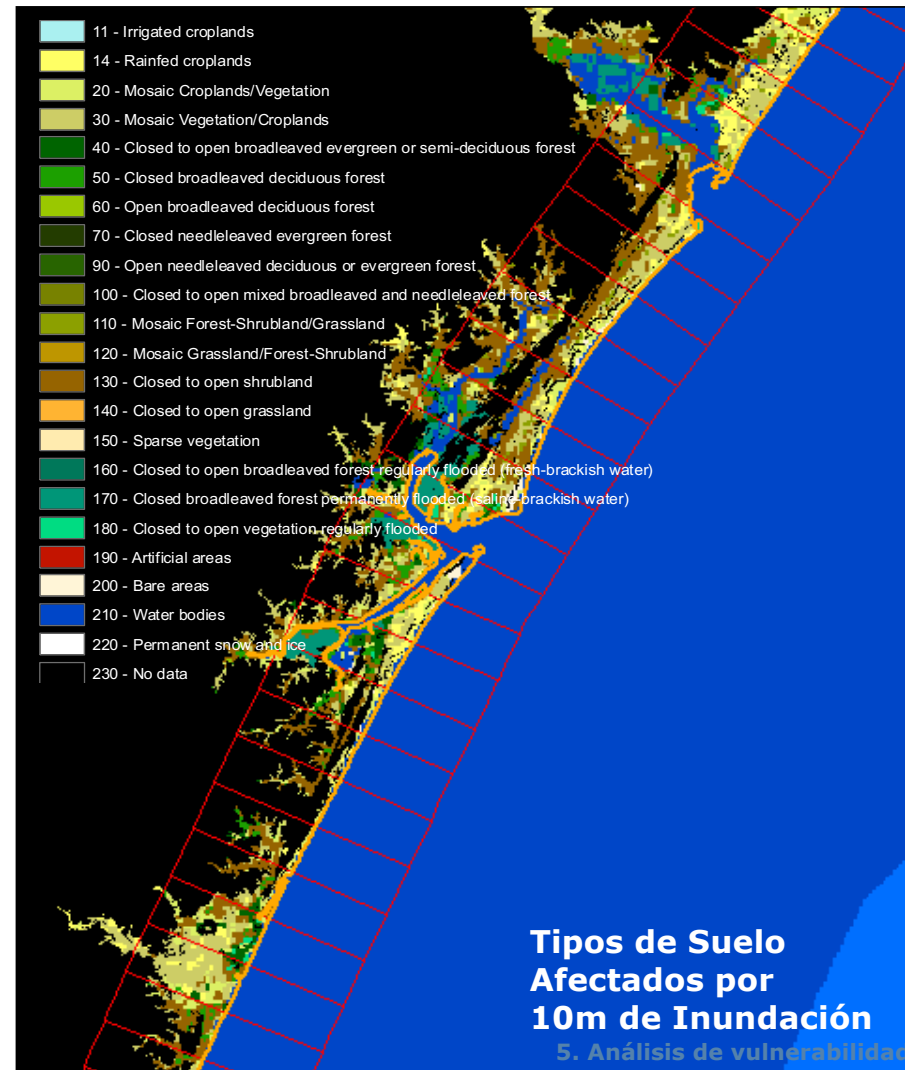 11 - Irrigated croplands
14 - Rainfed croplands
20 - Mosaic Croplands/Vegetation
30 - Mosaic Vegetation/Croplands
40 - Closed to open broadleaved evergreen or semi-deciduous forest
50 - Closed broadleaved deciduous forest
60 - Open broadleaved deciduous forest
70 - Closed needleleaved evergreen forest
90 - Open needleleaved deciduous or evergreen forest
100 - Closed to open mixed broadleaved and needleleaved forest
110 - Mosaic Forest-Shrubland/Grassland
120 - Mosaic Grassland/Forest-Shrubland
130 - Closed to open shrubland
140 - Closed to open grassland
150 - Sparse vegetation
160 - Closed to open broadleaved forest regularly flooded (fresh-brackish water)
170 - Closed broadleaved forest permanently flooded (saline-brackish water)
180 - Closed to open vegetation regularly flooded
190 - Artificial areas
200 - Bare areas
210 - Water bodies
220 - Permanent snow and ice
230 - No data
Tipos de Suelo
Afectados por
10m de Inundación
5. Análisis de vulnerabilidad